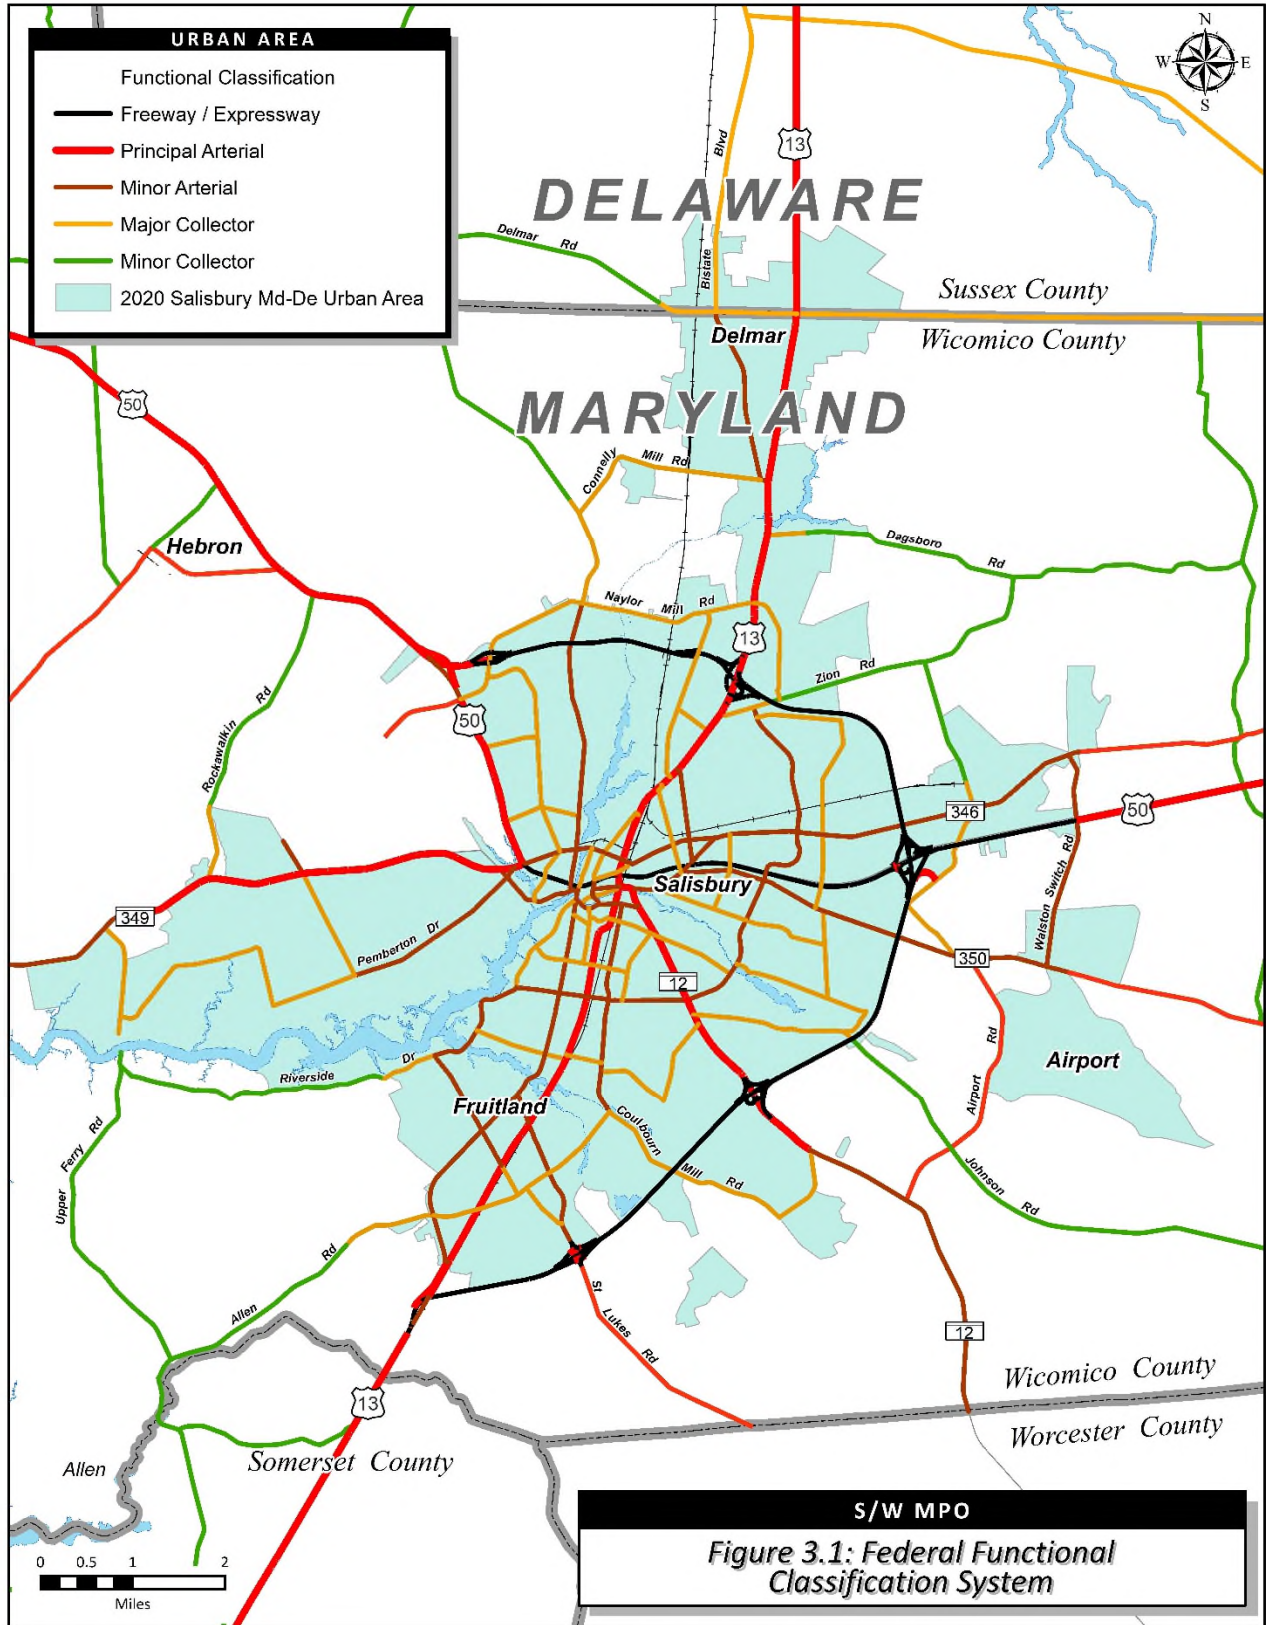 URBAN AREA
Functional Classification
Freeway / Expressway
Principal Arterial
Minor Arterial
Major Collector
Minor Collector
2020 Salisbury Md-De Urban Area
N
W E
S
13
Blvd
Bistate
DELAWARE
Delmar Rd
Sussex County
Delmar
Wicomico County
50
MARYLAND
Connelly Mill Rd
Hebron
Dagsboro Rd
Naylor Mill Rd
13
Zion Rd
Rockawalkin Rd
50
346
50
Salisbury
Walston Switch Rd
349
Pemberton Dr
350
12
Airport Rd
Airport
Riverside Dr
Fruitland
Coulbourn Mill Rd
Johnson Rd
Upper Ferry Rd
Allen Rd
St Lukes Rd
12
13
Wicomico County
Worcester County
Somerset County
Allen
0 0.5 1 2
Miles
S/W MPO
Figure 3.1: Federal Functional
Classification System